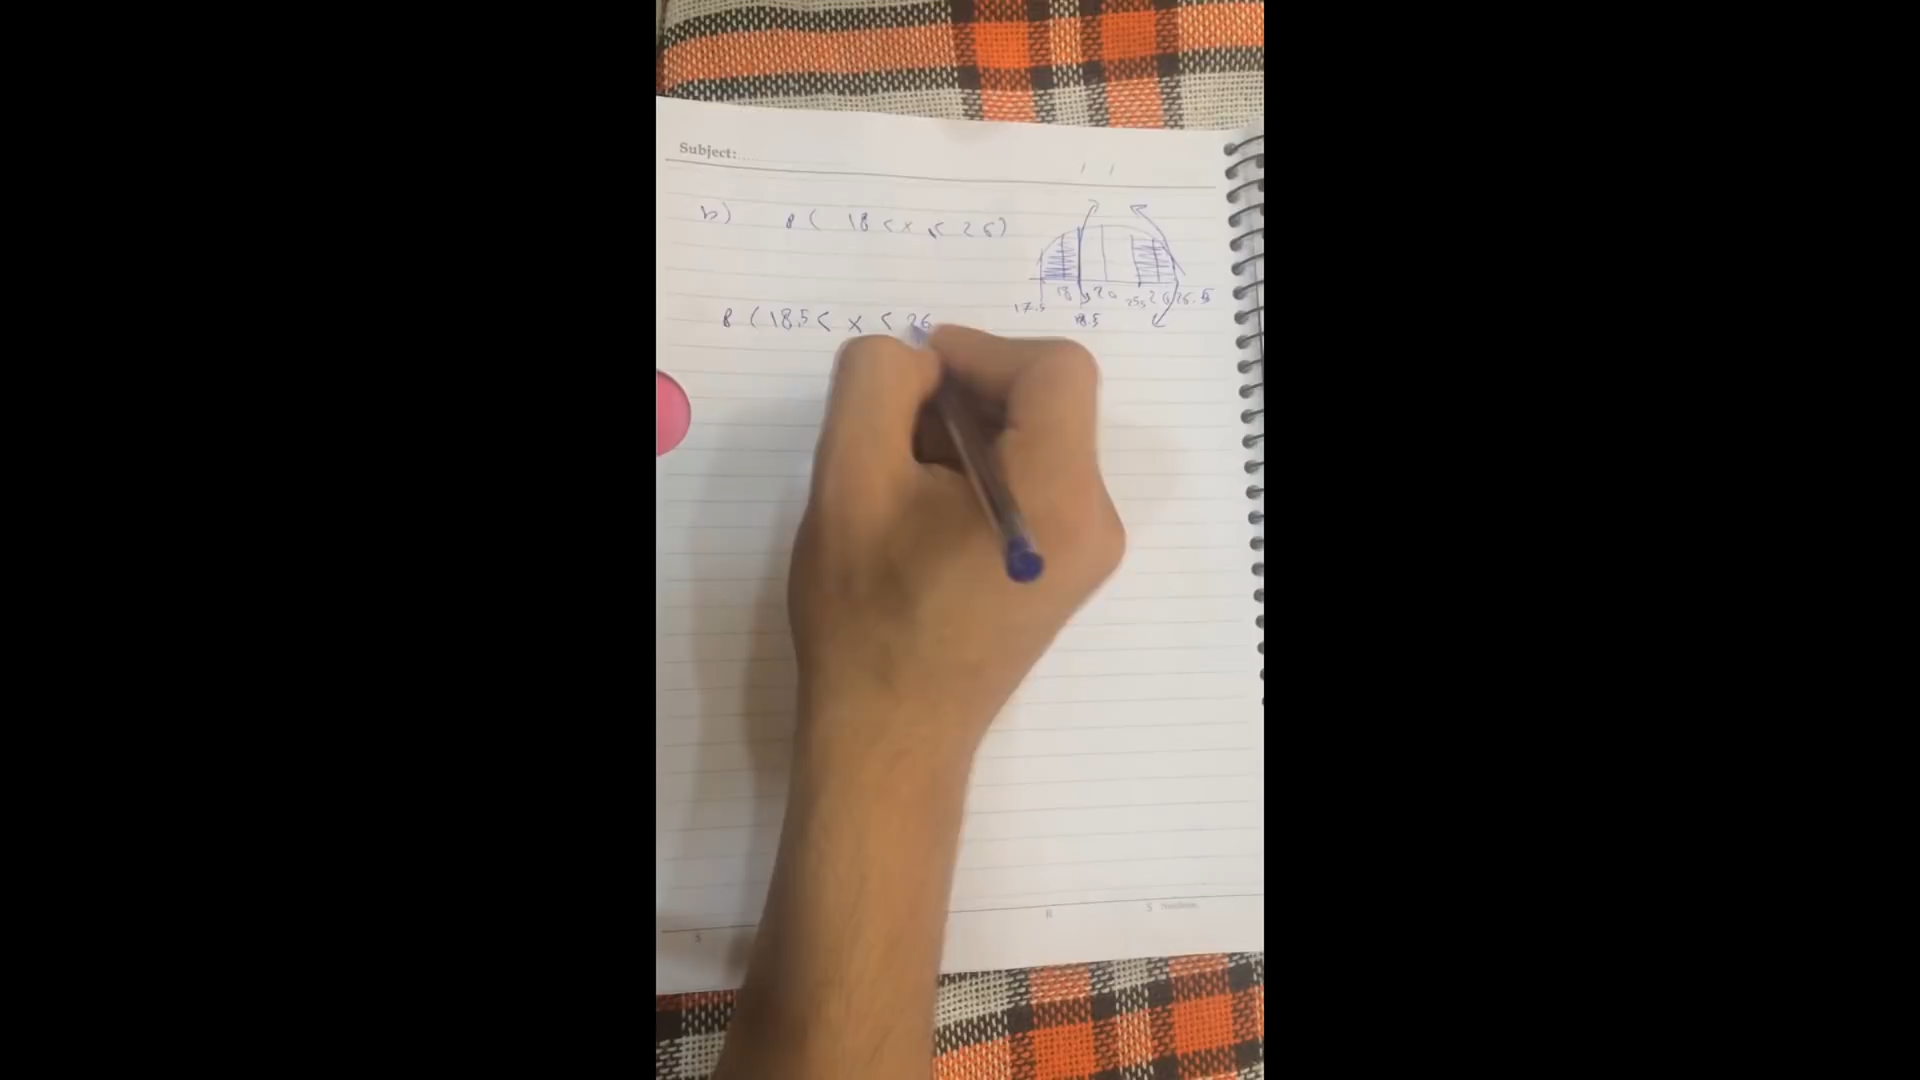 Subject:
b) P ( 18 < x < 26)
18 20 25.5 26 26.5
17.5 18.5
P ( 18.5 < x < 26
R S
S